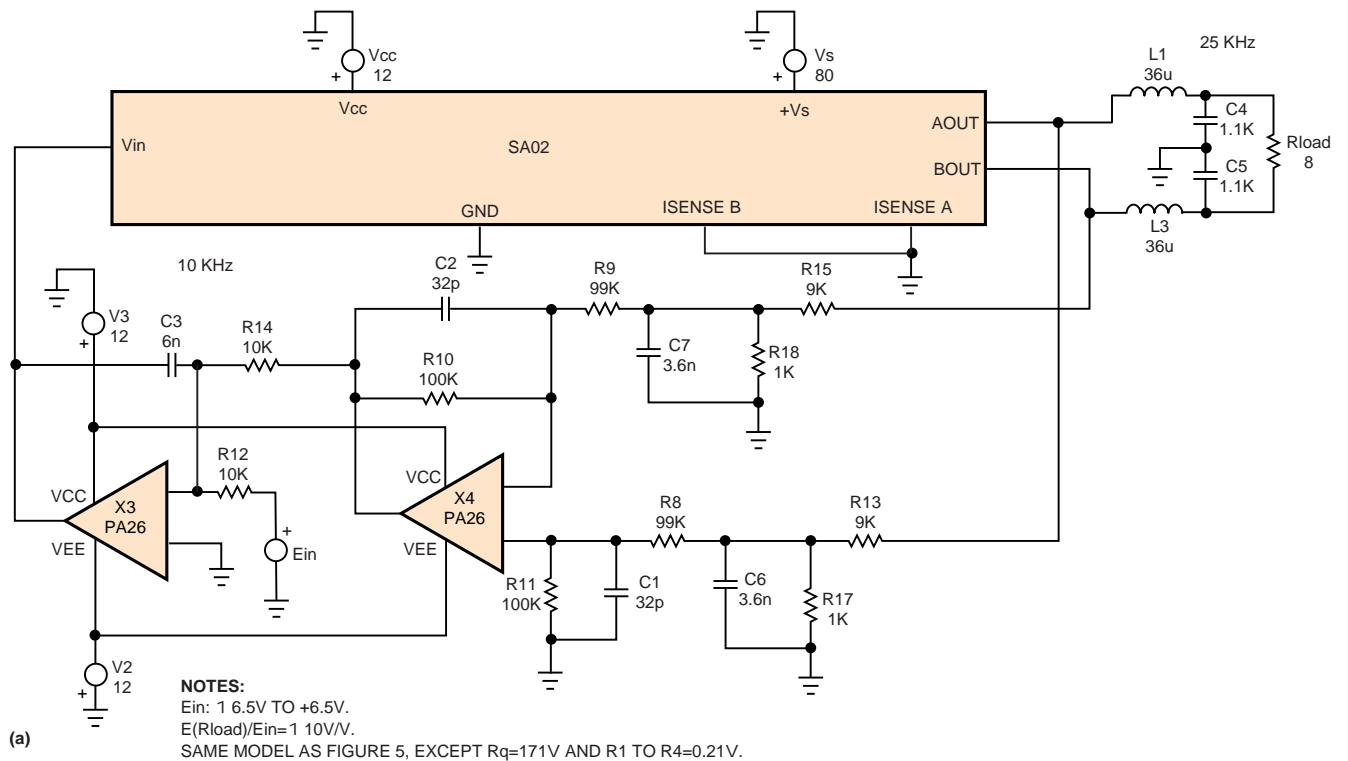 Vcc
12
Vs
80
25 KHz
L1
36u
Vcc
+Vs
AOUT
C4
1.1K
Vin
SA02
Rload
8
BOUT
C5
1.1K
GND
ISENSE B
ISENSE A
L3
36u
10 KHz
C2
32p
R9
99K
R15
9K
V3
12
C3
6n
R14
10K
R10
100K
C7
3.6n
R18
1K
R12
10K
VCC
X3
PA26
VEE
Ein
VCC
X4
PA26
VEE
R8
99K
R13
9K
R11
100K
C1
32p
C6
3.6n
R17
1K
V2
12
+
+
+
+
+
(a)
NOTES:
Ein: 1 6.5V TO +6.5V.
E(Rload)/Ein=1 10V/V.
SAME MODEL AS FIGURE 5, EXCEPT Rq=171V AND R1 TO R4=0.21V.